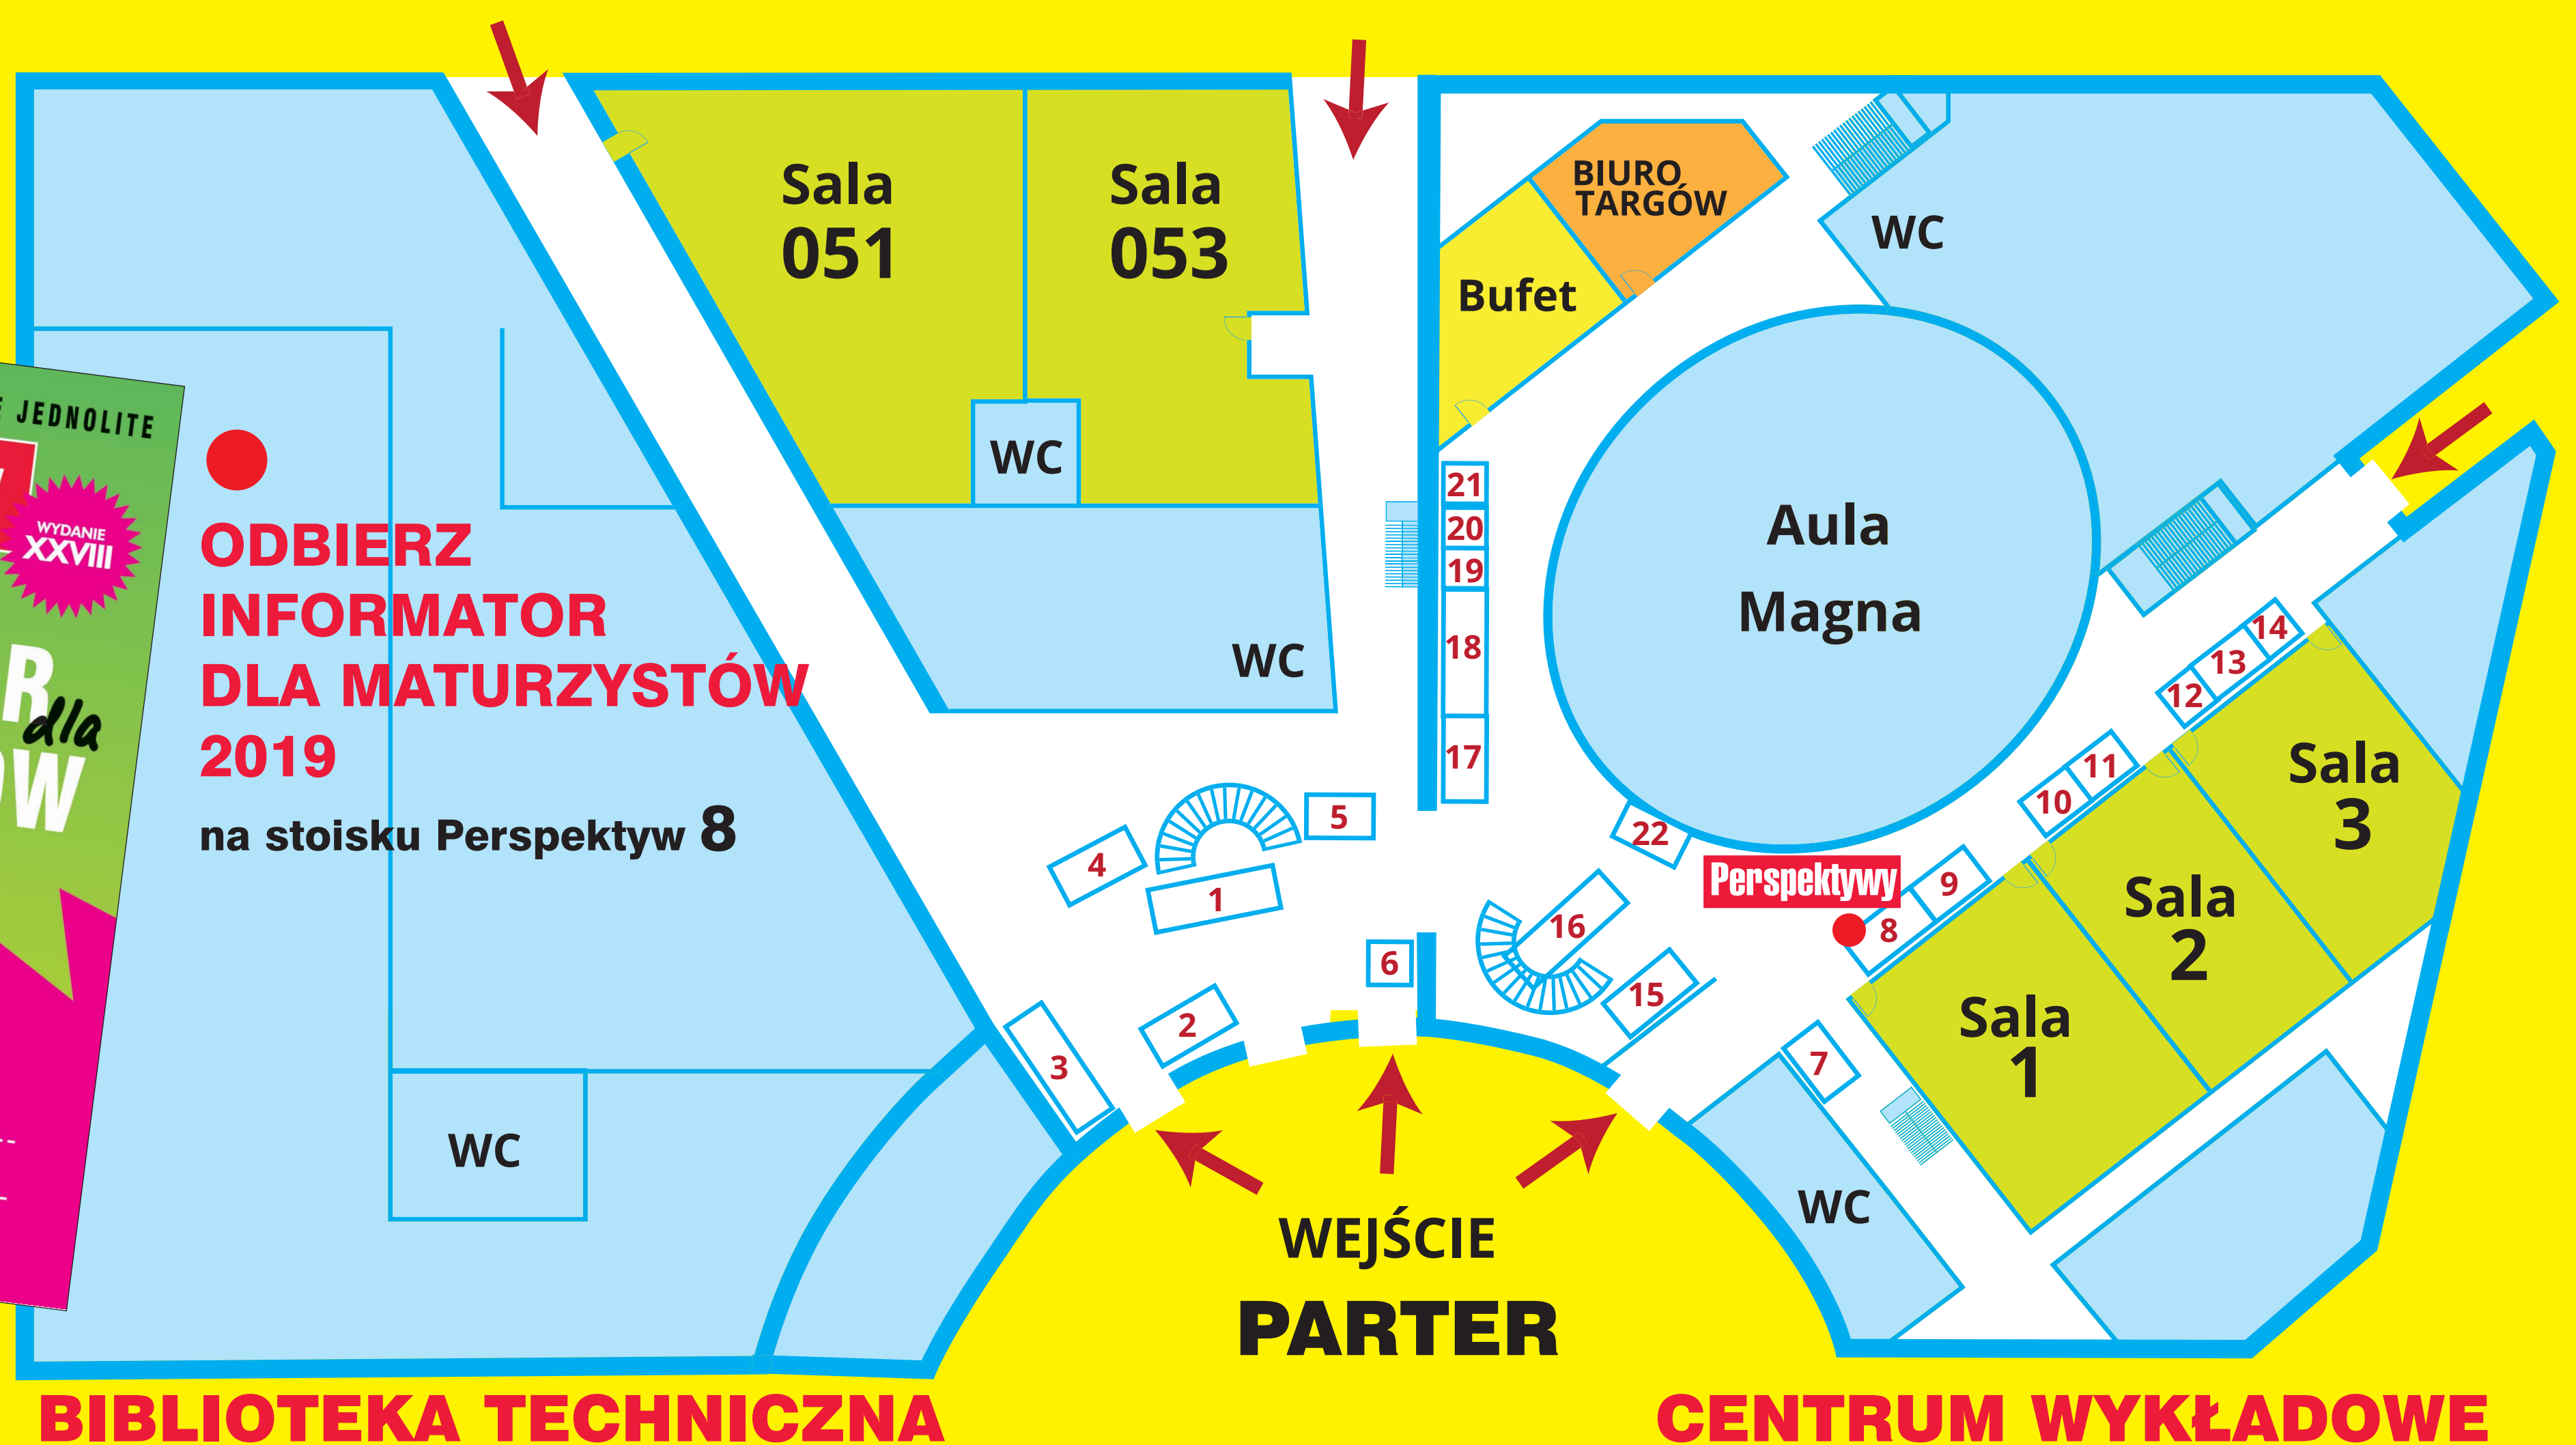 E JEDNOLITE
WYDANIE
XXVIII
R
dla
ÓW
ODBIERZ
INFORMATOR
DLA MATURZYSTÓW
2019
na stoisku Perspektyw 8
Sala
051
Sala
053
WC
WC
WC
BIURO
TARGÓW
Bufet
WC
Aula
Magna
21
20
19
18
17
22
14
13
12
11
10
9
8
Perspektywy
Sala
3
Sala
2
Sala
1
5
4
1
6
2
3
16
15
7
WC
WEJŚCIE
PARTER
BIBLIOTEKA TECHNICZNA
CENTRUM WYKŁADOWE